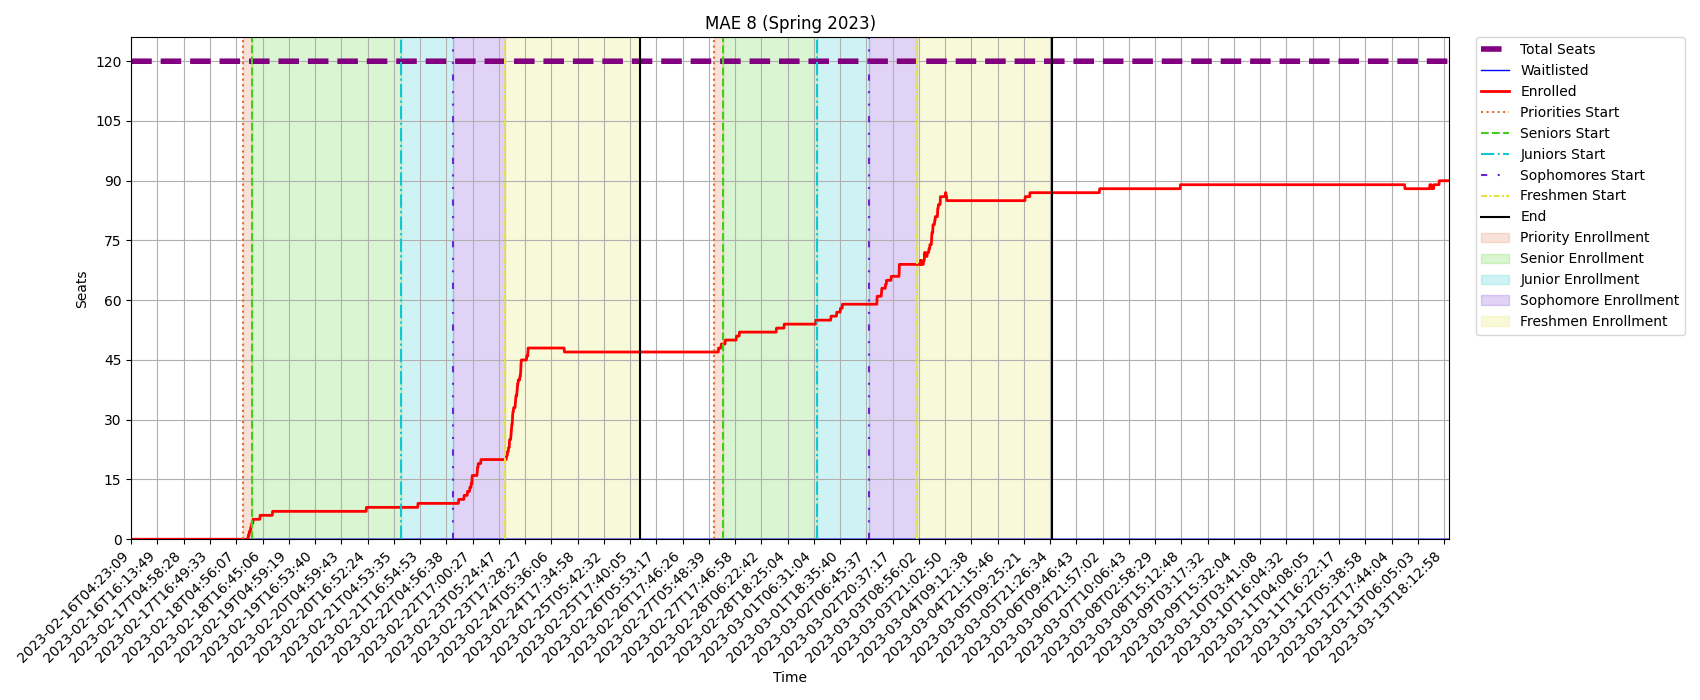 MAE 8 (Spring 2023)
Seats
120
105
90
75
60
45
30
15
0
2023-02-16T04:23:09
2023-02-16T16:13:49
2023-02-17T04:58:28
2023-02-17T16:49:33
2023-02-18T04:56:07
2023-02-18T16:45:06
2023-02-19T04:59:19
2023-02-19T16:53:40
2023-02-20T04:59:43
2023-02-20T16:52:24
2023-02-21T04:53:35
2023-02-21T16:54:53
2023-02-22T04:56:38
2023-02-22T17:00:27
2023-02-23T05:24:47
2023-02-23T17:28:27
2023-02-24T05:36:06
2023-02-24T17:34:58
2023-02-25T05:42:32
2023-02-25T17:40:05
2023-02-26T05:53:17
2023-02-26T17:46:26
2023-02-27T05:48:39
2023-02-27T17:46:58
2023-02-28T06:22:42
2023-02-28T18:25:04
2023-03-01T06:31:04
2023-03-01T18:35:40
2023-03-02T06:45:37
2023-03-02T20:37:17
2023-03-03T08:56:02
2023-03-03T21:02:50
2023-03-04T09:12:38
2023-03-04T21:15:46
2023-03-05T09:25:21
2023-03-05T21:26:34
2023-03-06T09:46:43
2023-03-06T21:57:02
2023-03-07T10:06:43
2023-03-08T02:58:29
2023-03-08T15:12:48
2023-03-09T03:17:32
2023-03-09T15:32:04
2023-03-10T03:41:08
2023-03-10T16:04:32
2023-03-11T04:08:05
2023-03-11T16:22:17
2023-03-12T05:38:58
2023-03-12T17:44:04
2023-03-13T06:05:03
2023-03-13T18:12:58
Time
Total Seats
Waitlisted
Enrolled
Priorities Start
Seniors Start
Juniors Start
Sophomores Start
Freshmen Start
End
Priority Enrollment
Senior Enrollment
Junior Enrollment
Sophomore Enrollment
Freshmen Enrollment